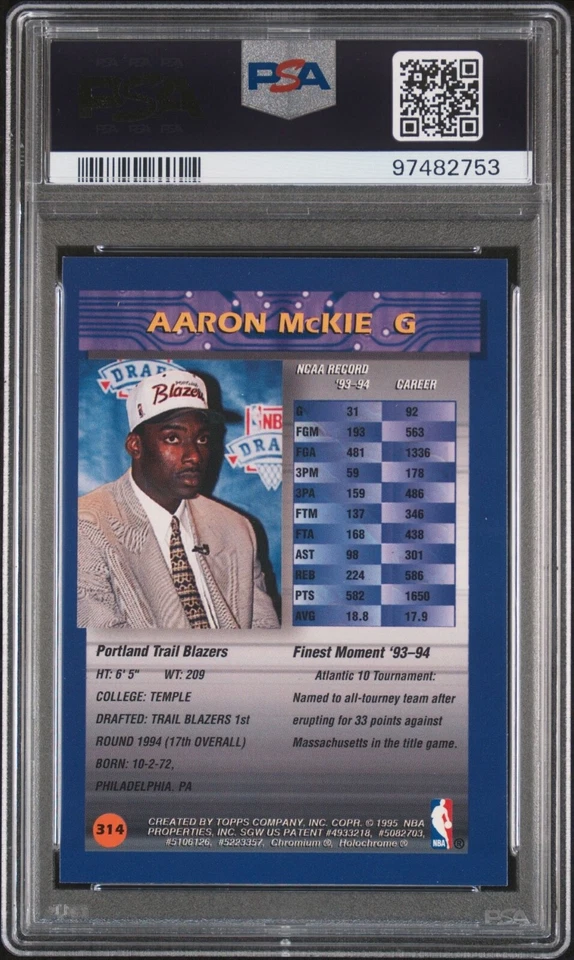 PSA
97482753
AARON McKIE G
NCAA RECORD
'93-94 CAREER
G 31 92
FGM 193 563
FGA 481 1336
3PM 59 178
3PA 159 486
FTM 137 346
FTA 168 438
AST 98 301
REB 224 586
PTS 582 1650
AVG 18.8 17.9
DRAF
Blazers
NBA
DRA
Portland Trail Blazers
HT: 6' 5" WT: 209
COLLEGE: TEMPLE
DRAFTED: TRAIL BLAZERS 1st
ROUND 1994 (17th OVERALL)
BORN: 10-2-72,
PHILADELPHIA, PA
Finest Moment '93-94
Atlantic 10 Tournament:
Named to all-tourney team after
erupting for 33 points against
Massachusetts in the title game.
314
CREATED BY TOPPS COMPANY, INC. COPR. © 1995 NBA
PROPERTIES, INC. SGW US PATENT #4933218, #5082703,
#5106126, #5223357, Chromium ®, Holochrome ®.
NBA ®
PSA